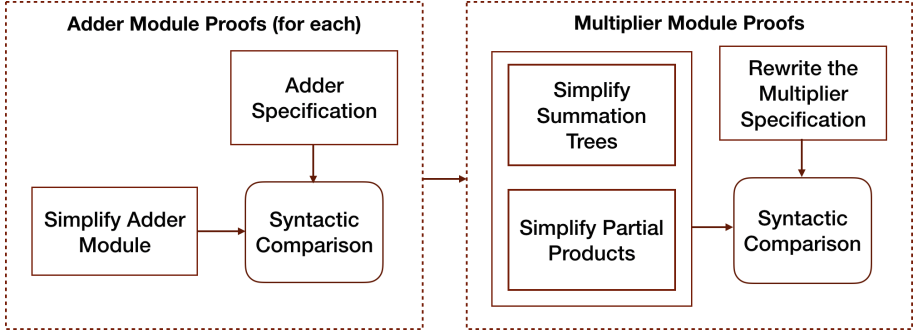 Adder Module Proofs (for each)
Adder
Specification
Simplify Adder
Module
Syntactic
Comparison
Multiplier Module Proofs
Simplify
Summation
Trees
Simplify Partial
Products
Rewrite the
Multiplier
Specification
Syntactic
Comparison